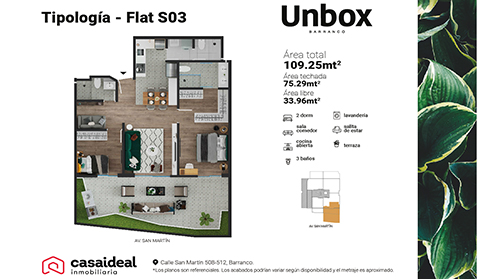 Tipología - Flat S03
Unbox
BARRANCO
Área total
109.25mt²
Área techada
75.29mt²
Área libre
33.96mt²
2 dorm
lavandería
sala
comedor
salita
de estar
cocina
abierta
terraza
3 baños
AV. SAN MARTÍN
AV. SAN MARTÍN
casaideal
inmobiliaria
Calle San Martín 508-512, Barranco.
*Los planos son referenciales. Los acabados podrían variar según disponibilidad y el metraje es aproximado.